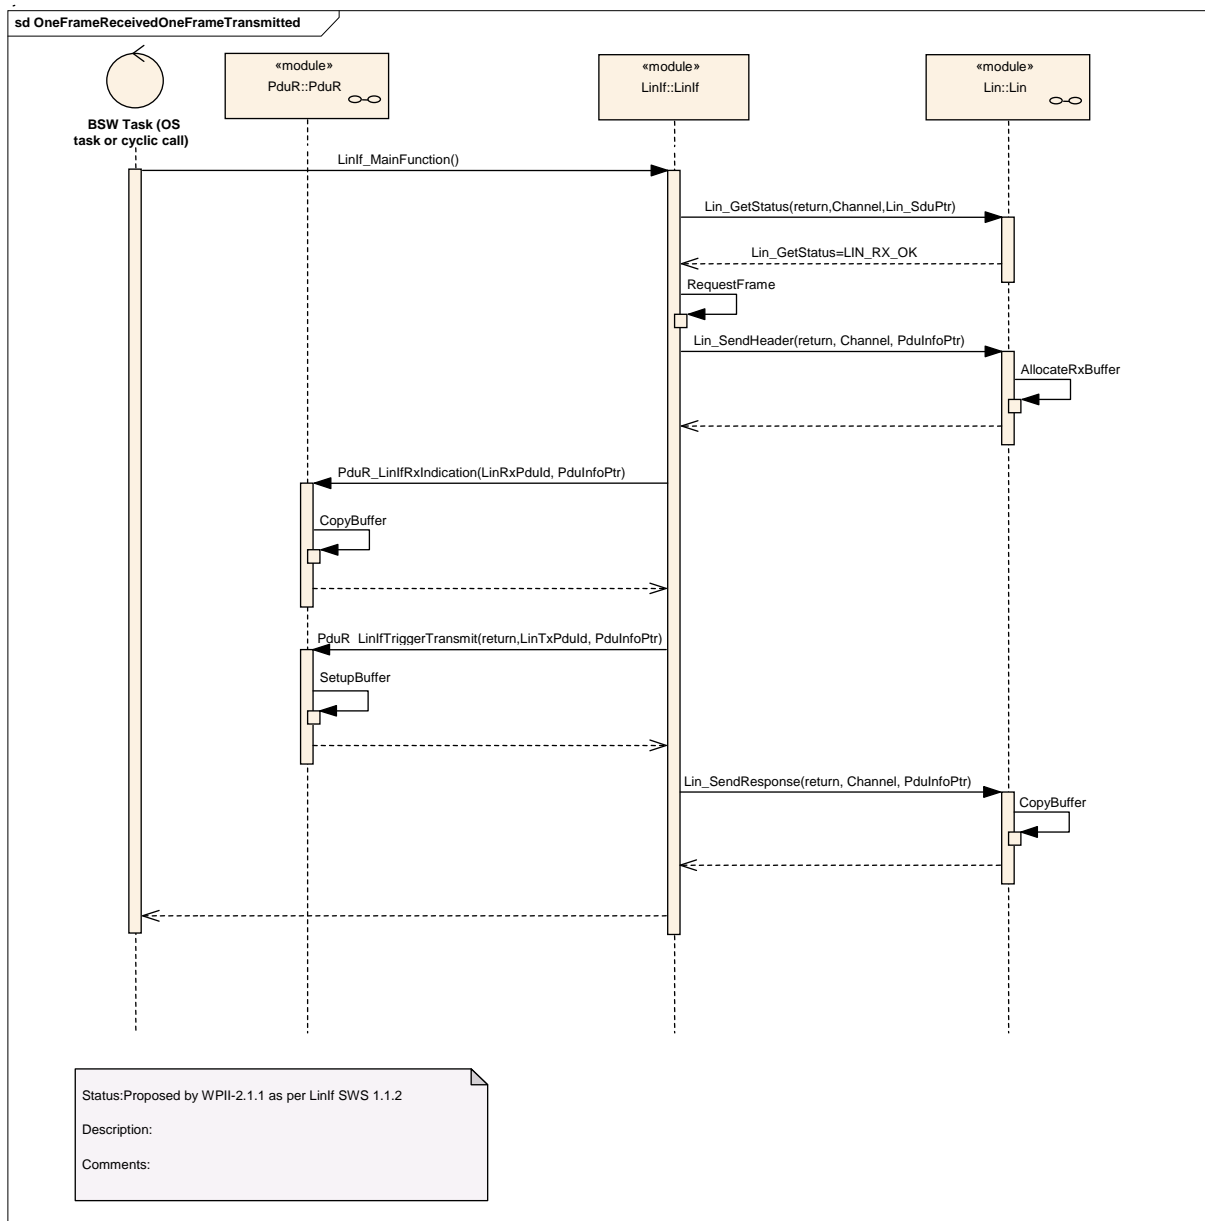 sd OneFrameReceivedOneFrameTransmitted
«module»
PduR::PduR
«module»
LinIf::LinIf
«module»
Lin::Lin
BSW Task (OS
task or cyclic call)
LinIf_MainFunction()
Lin_GetStatus(return,Channel,Lin_SduPtr)
Lin_GetStatus=LIN_RX_OK
RequestFrame
Lin_SendHeader(return, Channel, PduInfoPtr)
AllocateRxBuffer
PduR_LinIfRxIndication(LinRxPduId, PduInfoPtr)
CopyBuffer
PduR_LinIfTriggerTransmit(return,LinTxPduId, PduInfoPtr)
SetupBuffer
Lin_SendResponse(return, Channel, PduInfoPtr)
CopyBuffer
Status:Proposed by WPII-2.1.1 as per LinIf SWS 1.1.2
Description:
Comments: